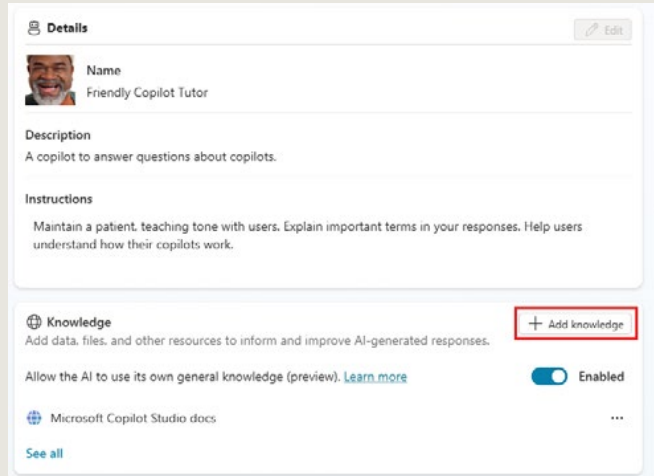 Details
Edit
Name
Friendly Copilot Tutor
Description
A copilot to answer questions about copilots.
Instructions
Maintain a patient, teaching tone with users. Explain important terms in your responses. Help users
understand how their copilots work.
Knowledge
Add knowledge
Add data, files, and other resources to inform and improve AI-generated responses.
Allow the AI to use its own general knowledge (preview). Learn more
Enabled
Microsoft Copilot Studio docs
...
See all